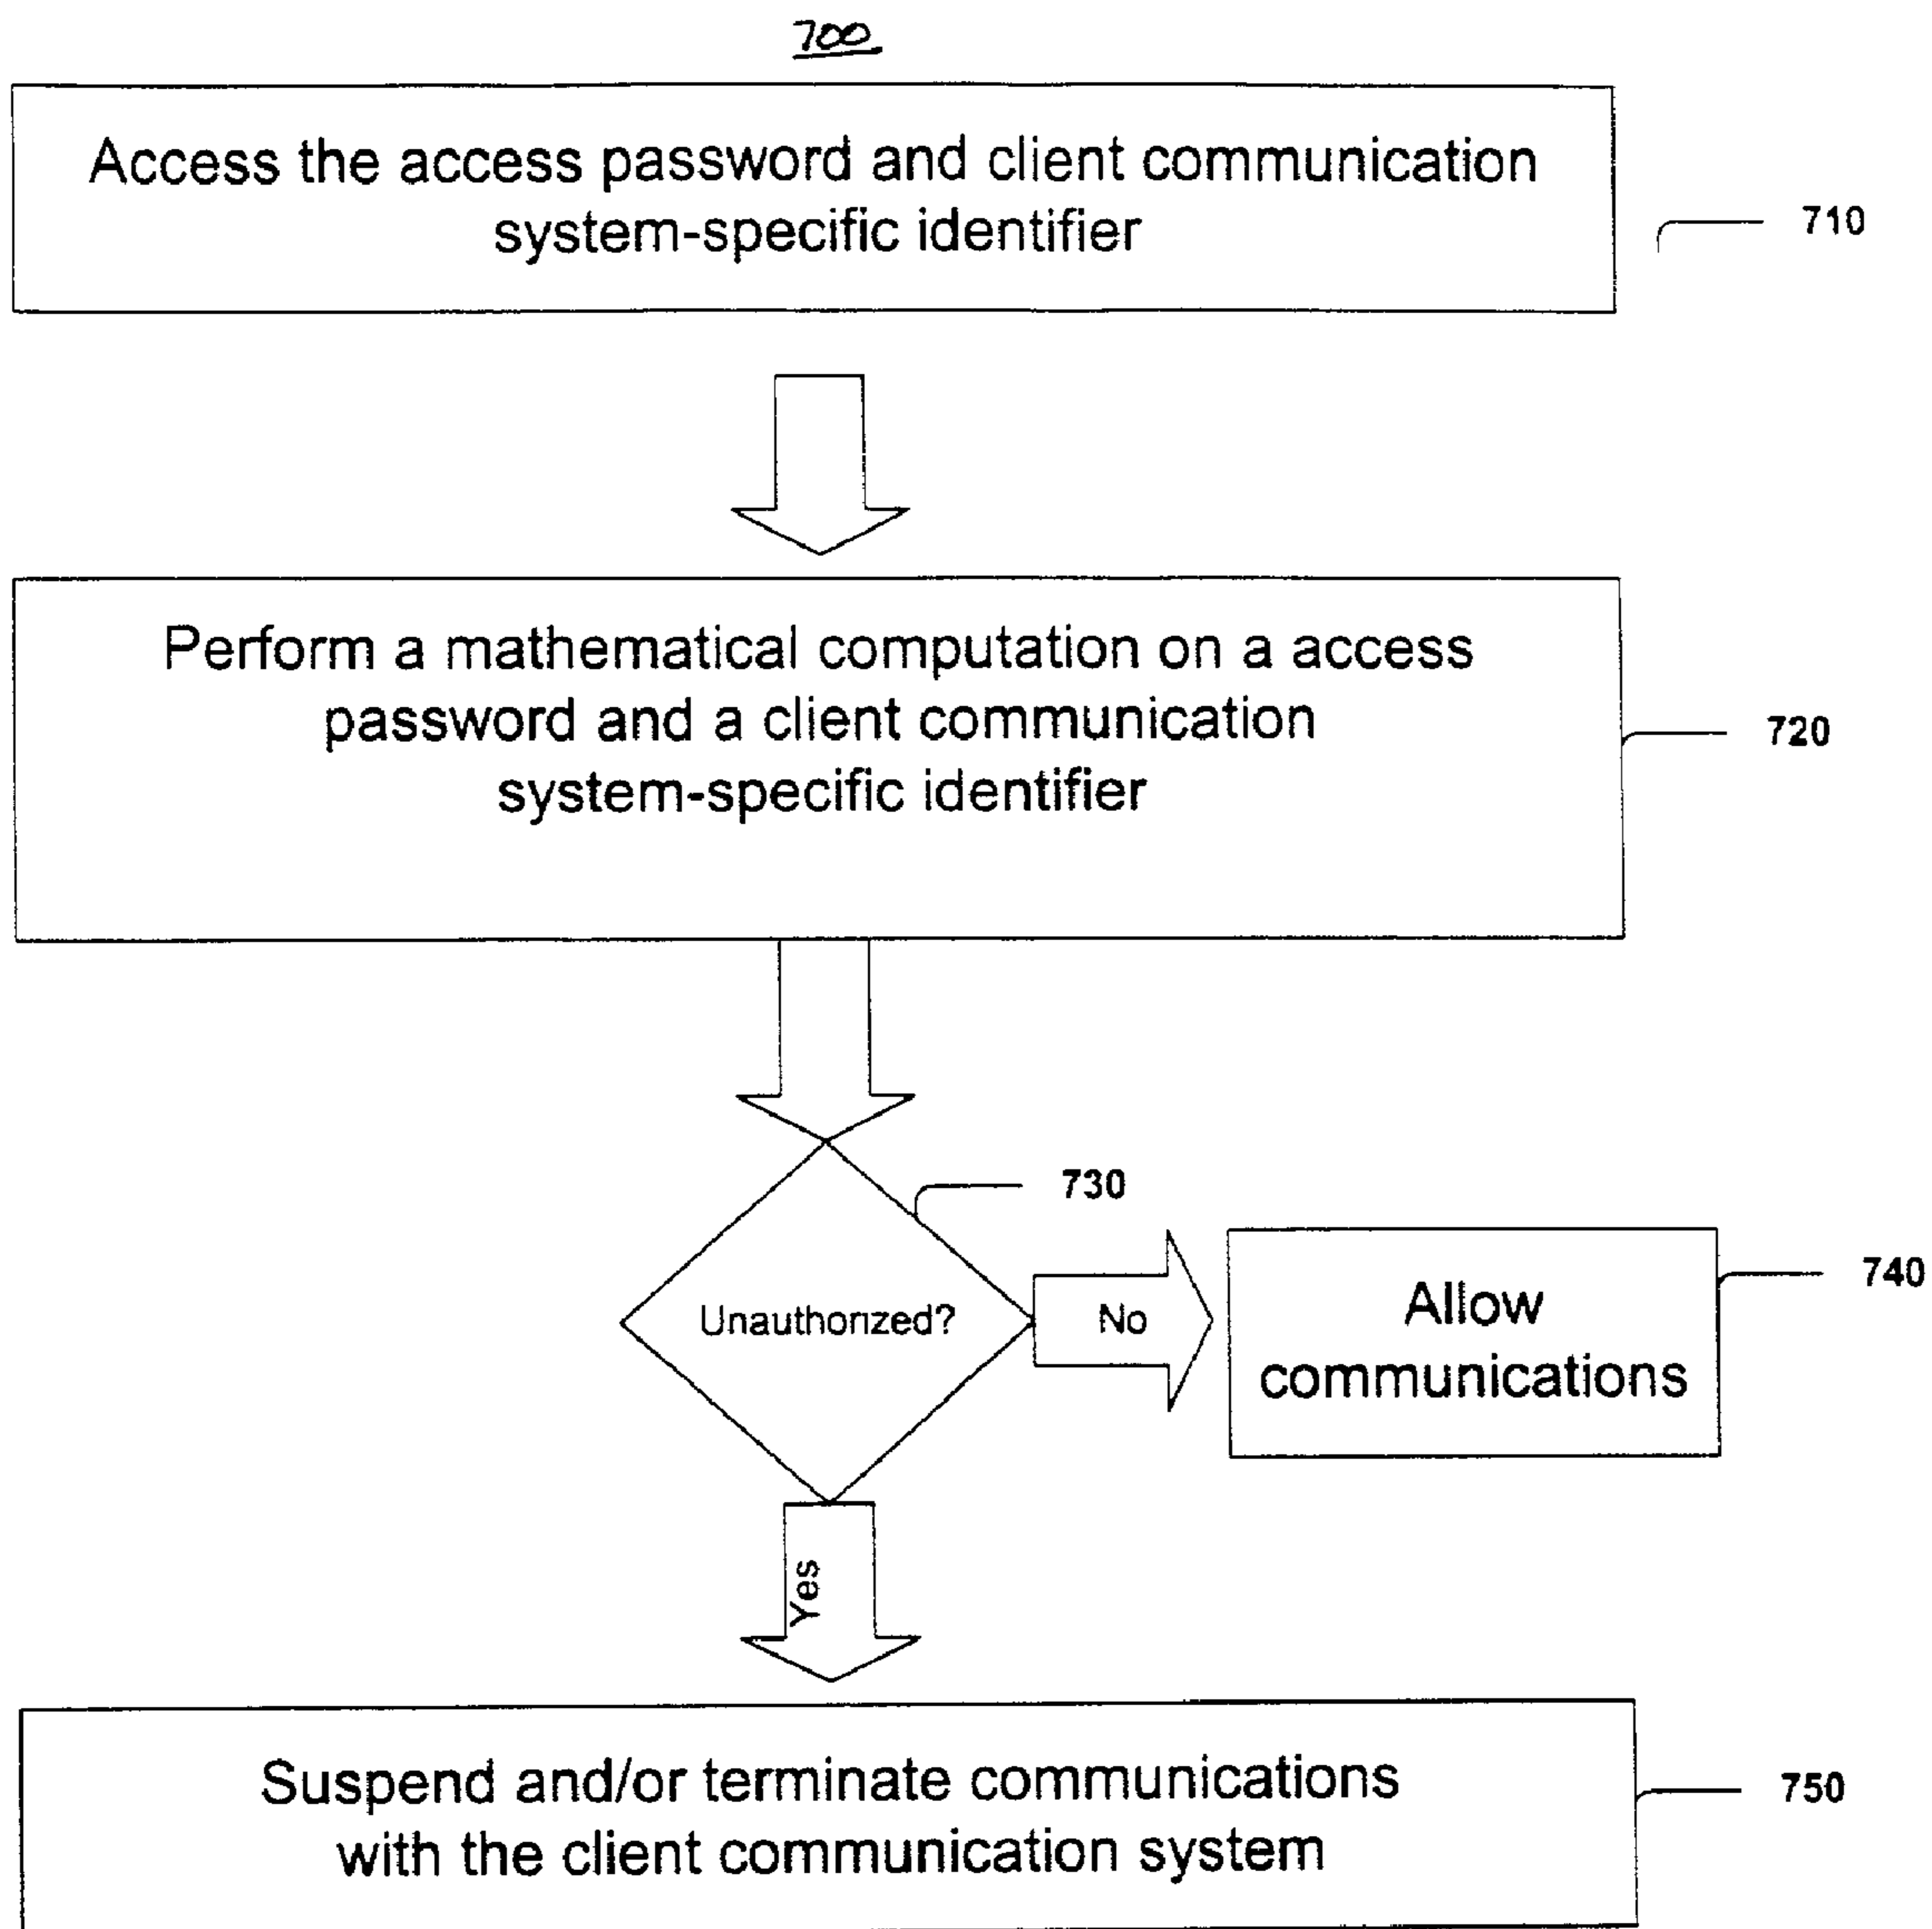 700
Access the access password and client communication
system-specific identifier
710
Perform a mathematical computation on a access
password and a client communication
system-specific identifier
720
730
Unauthorized?
No
Allow
communications
740
Yes
Suspend and/or terminate communications
with the client communication system
750